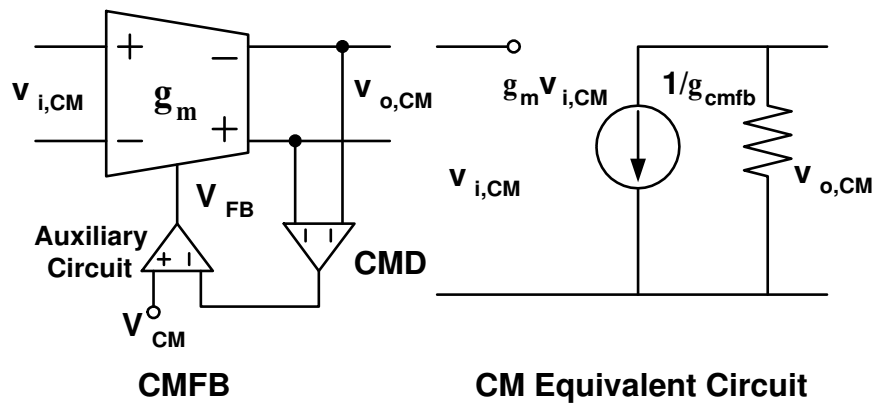 +
−
g m
−
+
v i,CM
v o,CM
V FB
Auxiliary
Circuit
+ −
− −
CMD
V CM
CMFB
g m v i,CM
1/g cmfb
v i,CM
v o,CM
CM Equivalent Circuit